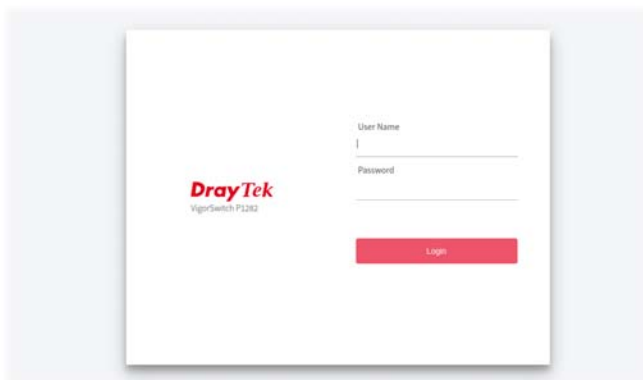 DrayTek
VigorSwitch P1282
User Name
Password
Login